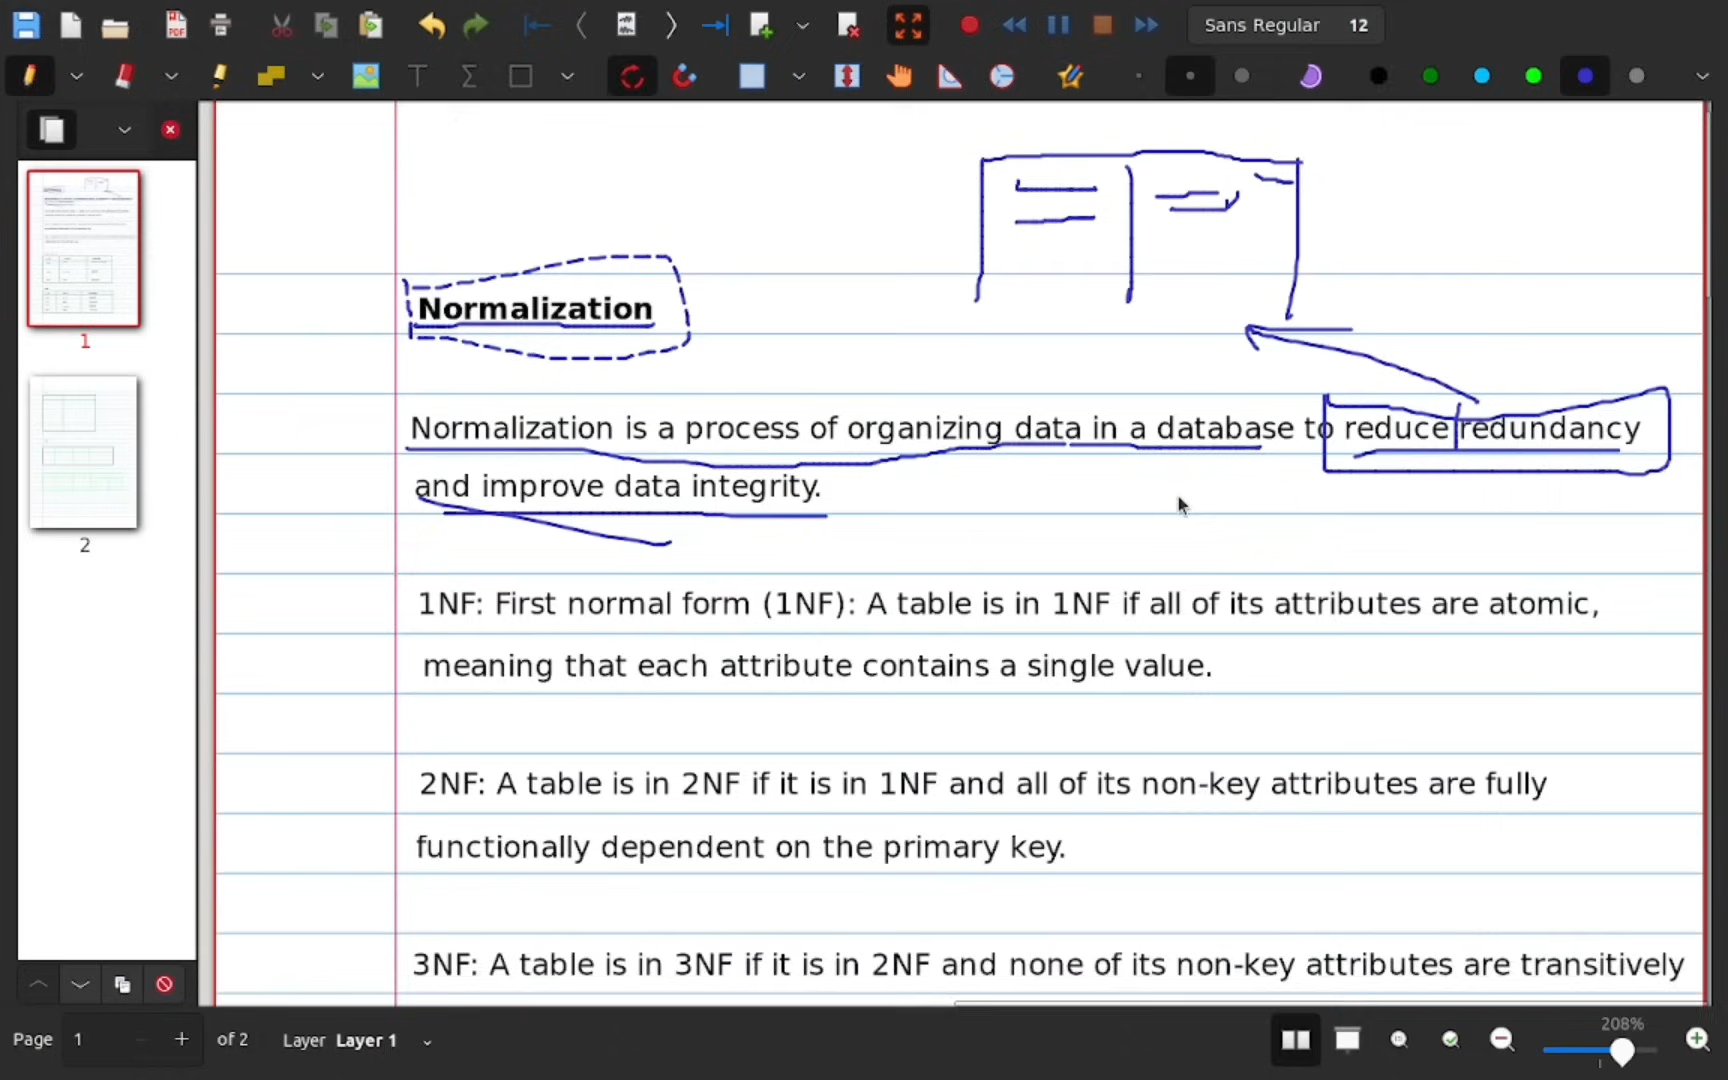 PDF
Sans Regular 12
T Σ
1
2
Normalization
Normalization is a process of organizing data in a database to reduce redundancy
and improve data integrity.
1NF: First normal form (1NF): A table is in 1NF if all of its attributes are atomic,
meaning that each attribute contains a single value.
2NF: A table is in 2NF if it is in 1NF and all of its non-key attributes are fully
functionally dependent on the primary key.
3NF: A table is in 3NF if it is in 2NF and none of its non-key attributes are transitively
Page 1 of 2 Layer Layer 1
208%